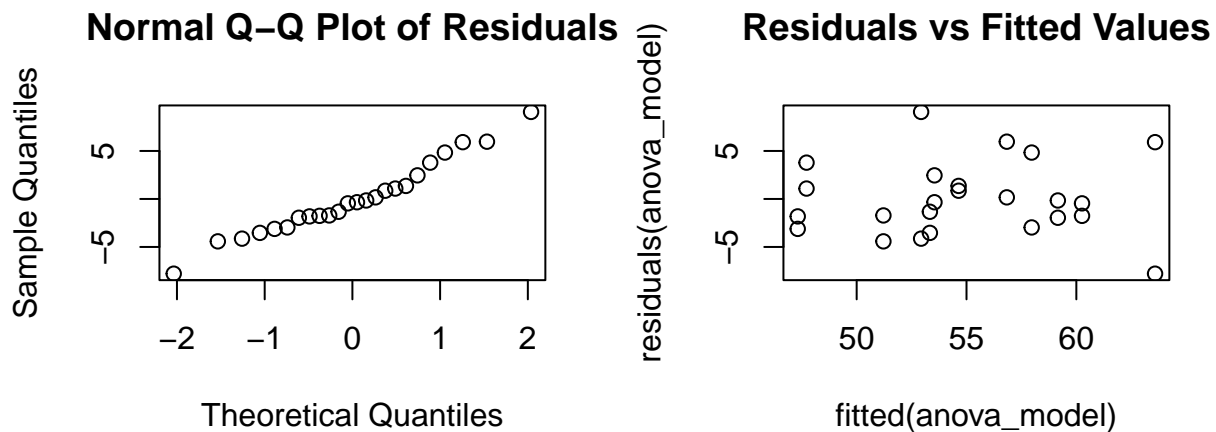 Normal Q−Q Plot of Residuals
Sample Quantiles
5
−5
−2 −1 0 1 2
Theoretical Quantiles
Residuals vs Fitted Values
residuals(anova_model)
5
−5
50 55 60
fitted(anova_model)